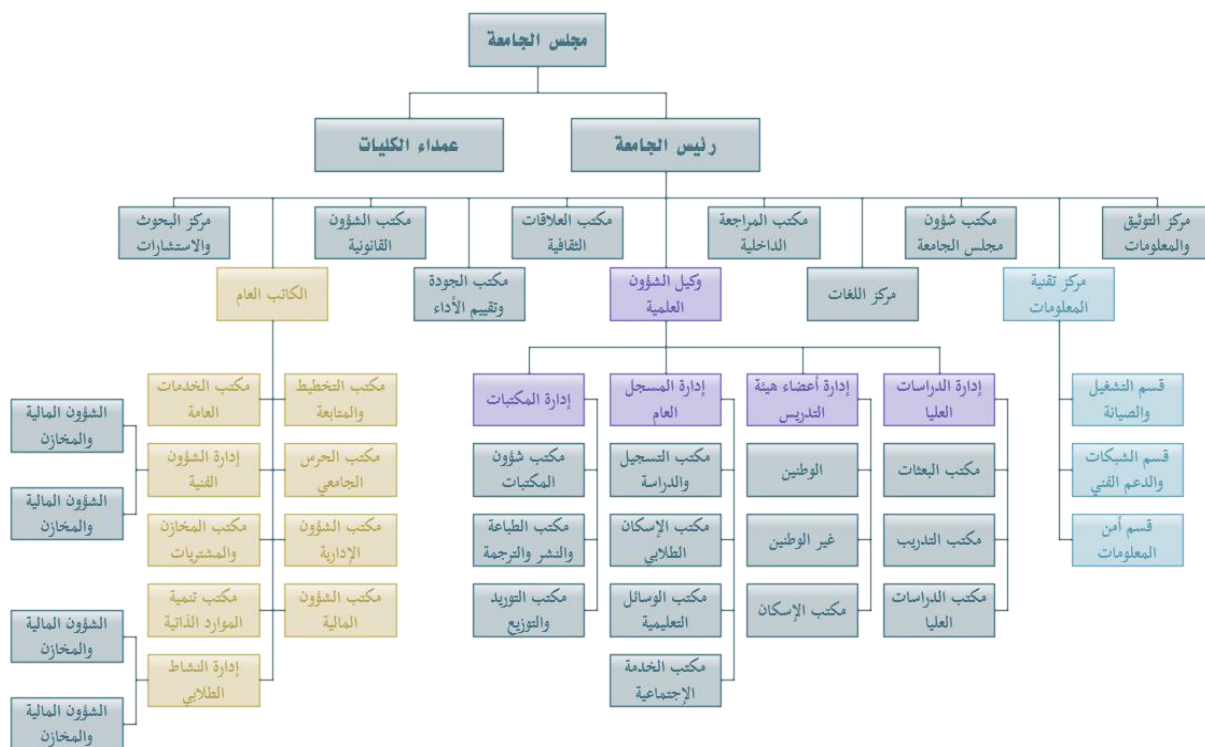 مجلس الجامعة
رئيس الجامعة
عمداء الكليات
مركز التوثيق
والمعلومات
مكتب شؤون
مجلس الجامعة
مكتب المراجعة
الداخلية
مكتب العلاقات
الثقافية
مكتب الشؤون
القانونية
مركز البحوث
والاستشارات
مركز تقنية
المعلومات
مركز اللغات
وكيل الشؤون
العلمية
مكتب الجودة
وتقييم الأداء
الكاتب العام
قسم التشغيل
والصيانة
قسم الشبكات
والدعم الفني
قسم أمن
المعلومات
إدارة الدراسات
العليا
مكتب البعثات
مكتب التدريب
مكتب الدراسات
العليا
إدارة أعضاء هيئة
التدريس
الوطنين
غير الوطنين
مكتب الإسكان
إدارة المسجل
العام
مكتب التسجيل
والدراسة
مكتب الإسكان
الطلابي
مكتب الوسائل
التعليمية
مكتب الخدمة
الإجتماعية
إدارة المكتبات
مكتب شؤون
المكتبات
مكتب الطباعة
والنشر والترجمة
مكتب التوريد
والتوزيع
مكتب التخطيط
والمتابعة
مكتب الحرس
الجامعي
مكتب الشؤون
الإدارية
مكتب الشؤون
المالية
مكتب الخدمات
العامة
إدارة الشؤون
الفنية
مكتب المخازن
والمشتريات
مكتب تنمية
الموارد الذاتية
إدارة النشاط
الطلابي
الشؤون المالية
والمخازن
الشؤون المالية
والمخازن
الشؤون المالية
والمخازن
الشؤون المالية
والمخازن